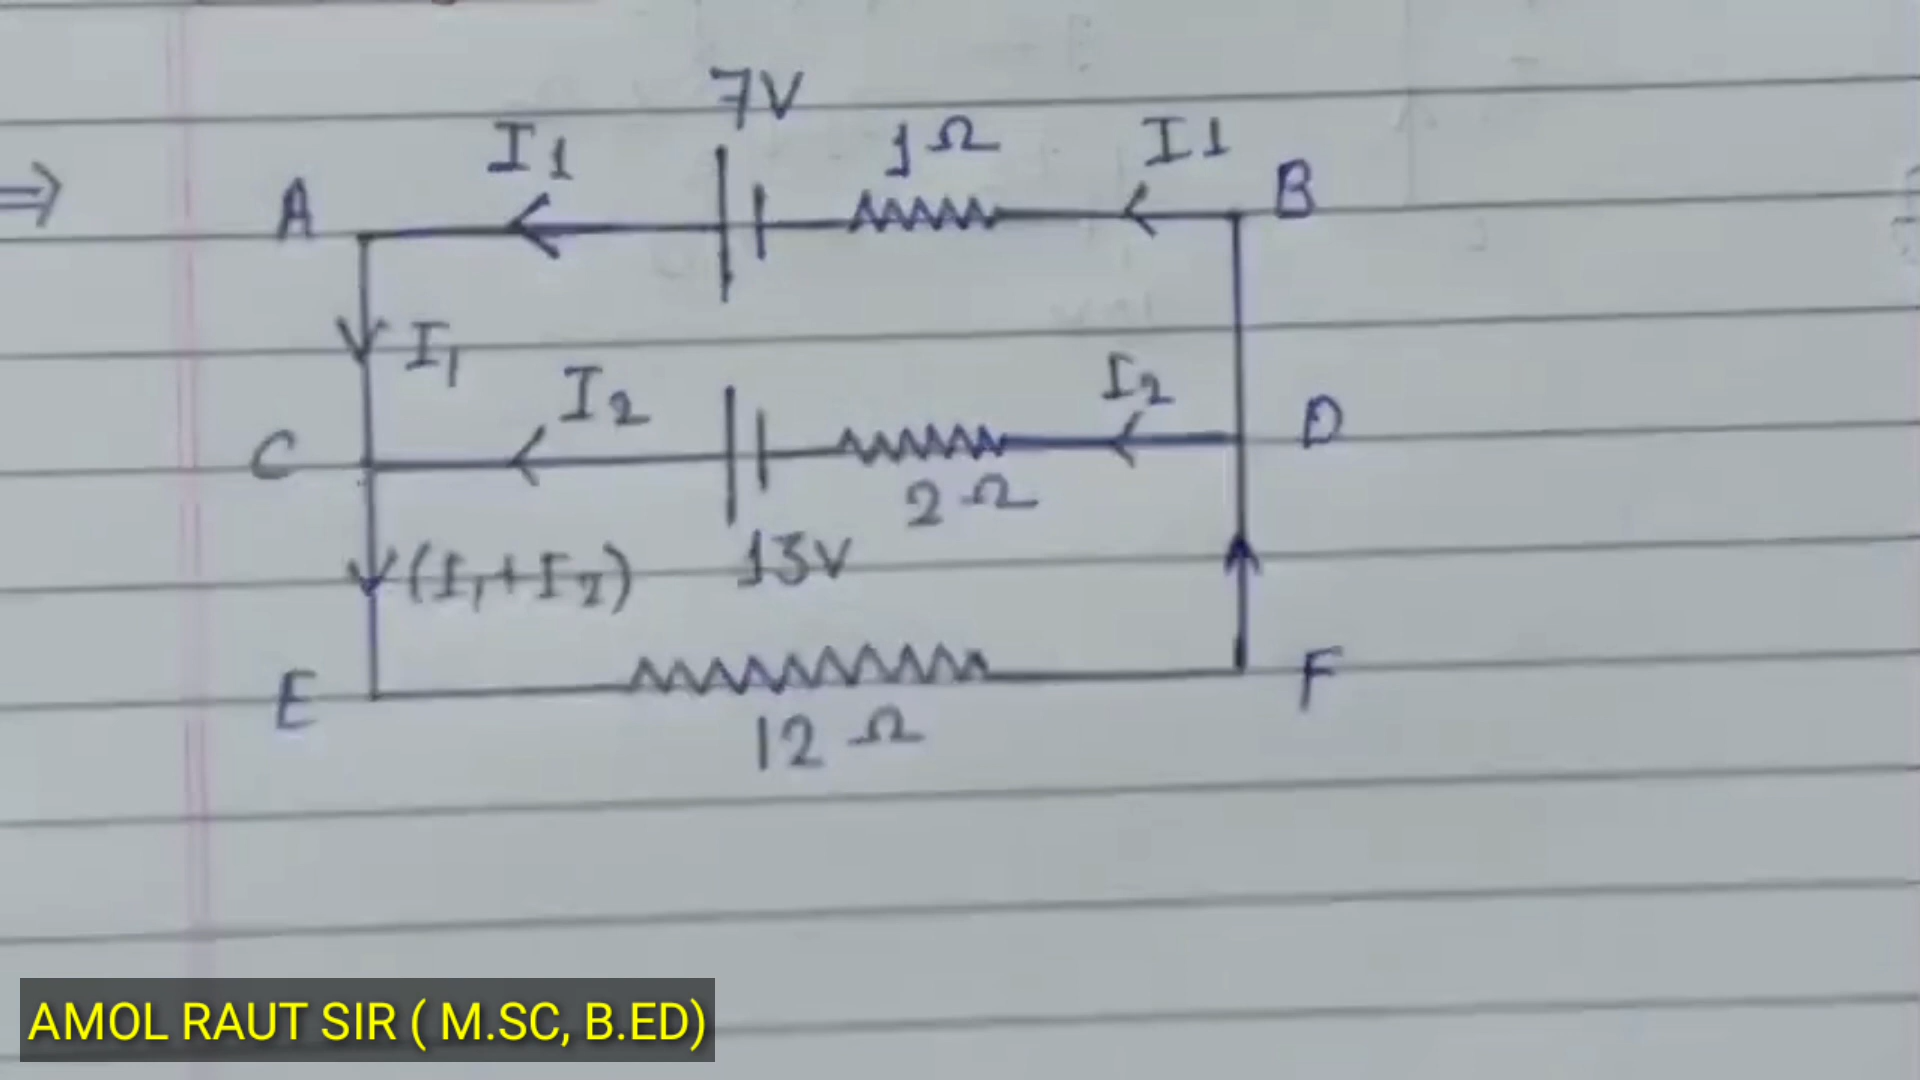 ⇒
7V
I1 1Ω I1
A B
I1
I2 I2
C D
2Ω
(I1+I2) 13V
E F
12Ω
AMOL RAUT SIR ( M.SC, B.ED)